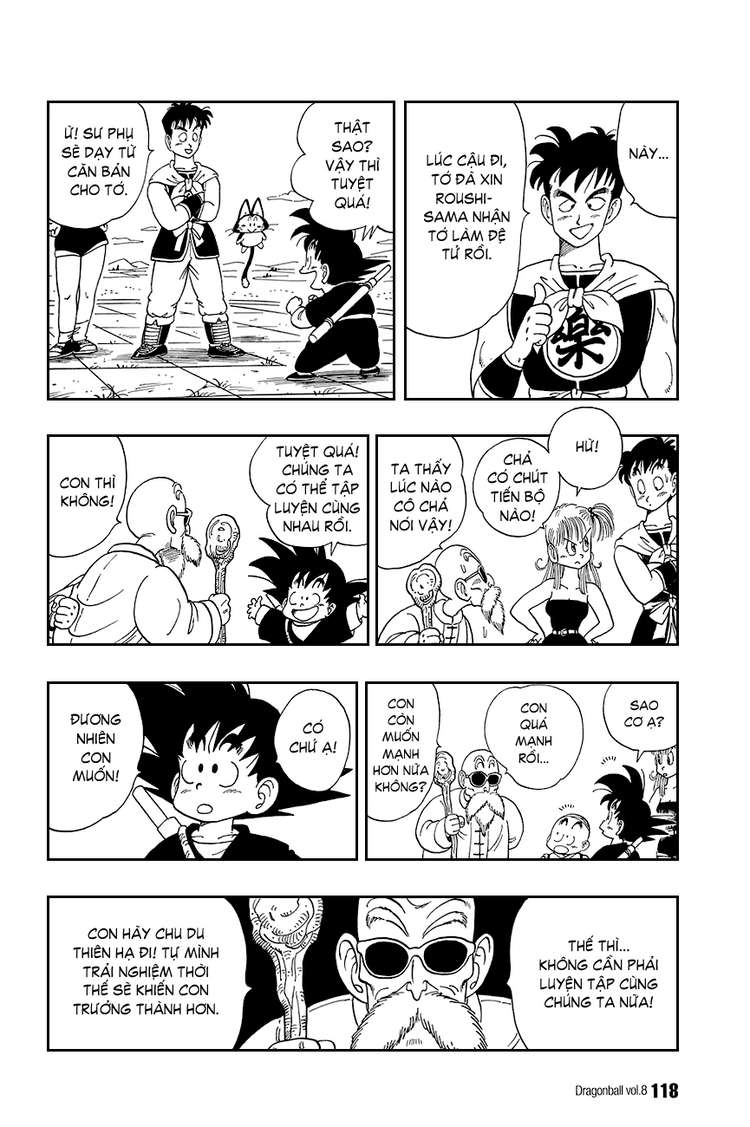 NÀY...
LÚC CẬU ĐI,
TỚ ĐÃ XIN
ROUSHI-
SAMA NHẬN
TỚ LÀM ĐỆ
TỬ RỒI.
楽
THẬT
SAO?
VẬY THÌ
TUYỆT
QUÁ!
Ừ! SƯ PHỤ
SẼ DẠY TỪ
CĂN BẢN
CHO TỚ.
HỪ!
CHẢ
CÓ CHÚT
TIẾN BỘ
NÀO!
TA THẤY
LÚC NÀO
CÔ CHẢ
NÓI VẬY!
TUYỆT QUÁ!
CHÚNG TA
CÓ THỂ TẬP
LUYỆN CÙNG
NHAU RỒI.
CON THÌ
KHÔNG!
SAO
CƠ Ạ?
CON
QUÁ
MẠNH
RỒI...
CON
CÒN
MUỐN
MẠNH
HƠN NỮA
KHÔNG?
CÓ
CHỨ Ạ!
ĐƯƠNG
NHIÊN
CON
MUỐN!
THẾ THÌ...
KHÔNG CẦN PHẢI
LUYỆN TẬP CÙNG
CHÚNG TA NỮA!
CON HÃY CHU DU
THIÊN HẠ ĐI! TỰ MÌNH
TRẢI NGHIỆM THỜI
THẾ SẼ KHIẾN CON
TRƯỞNG THÀNH HƠN.
Dragonball vol.8 118